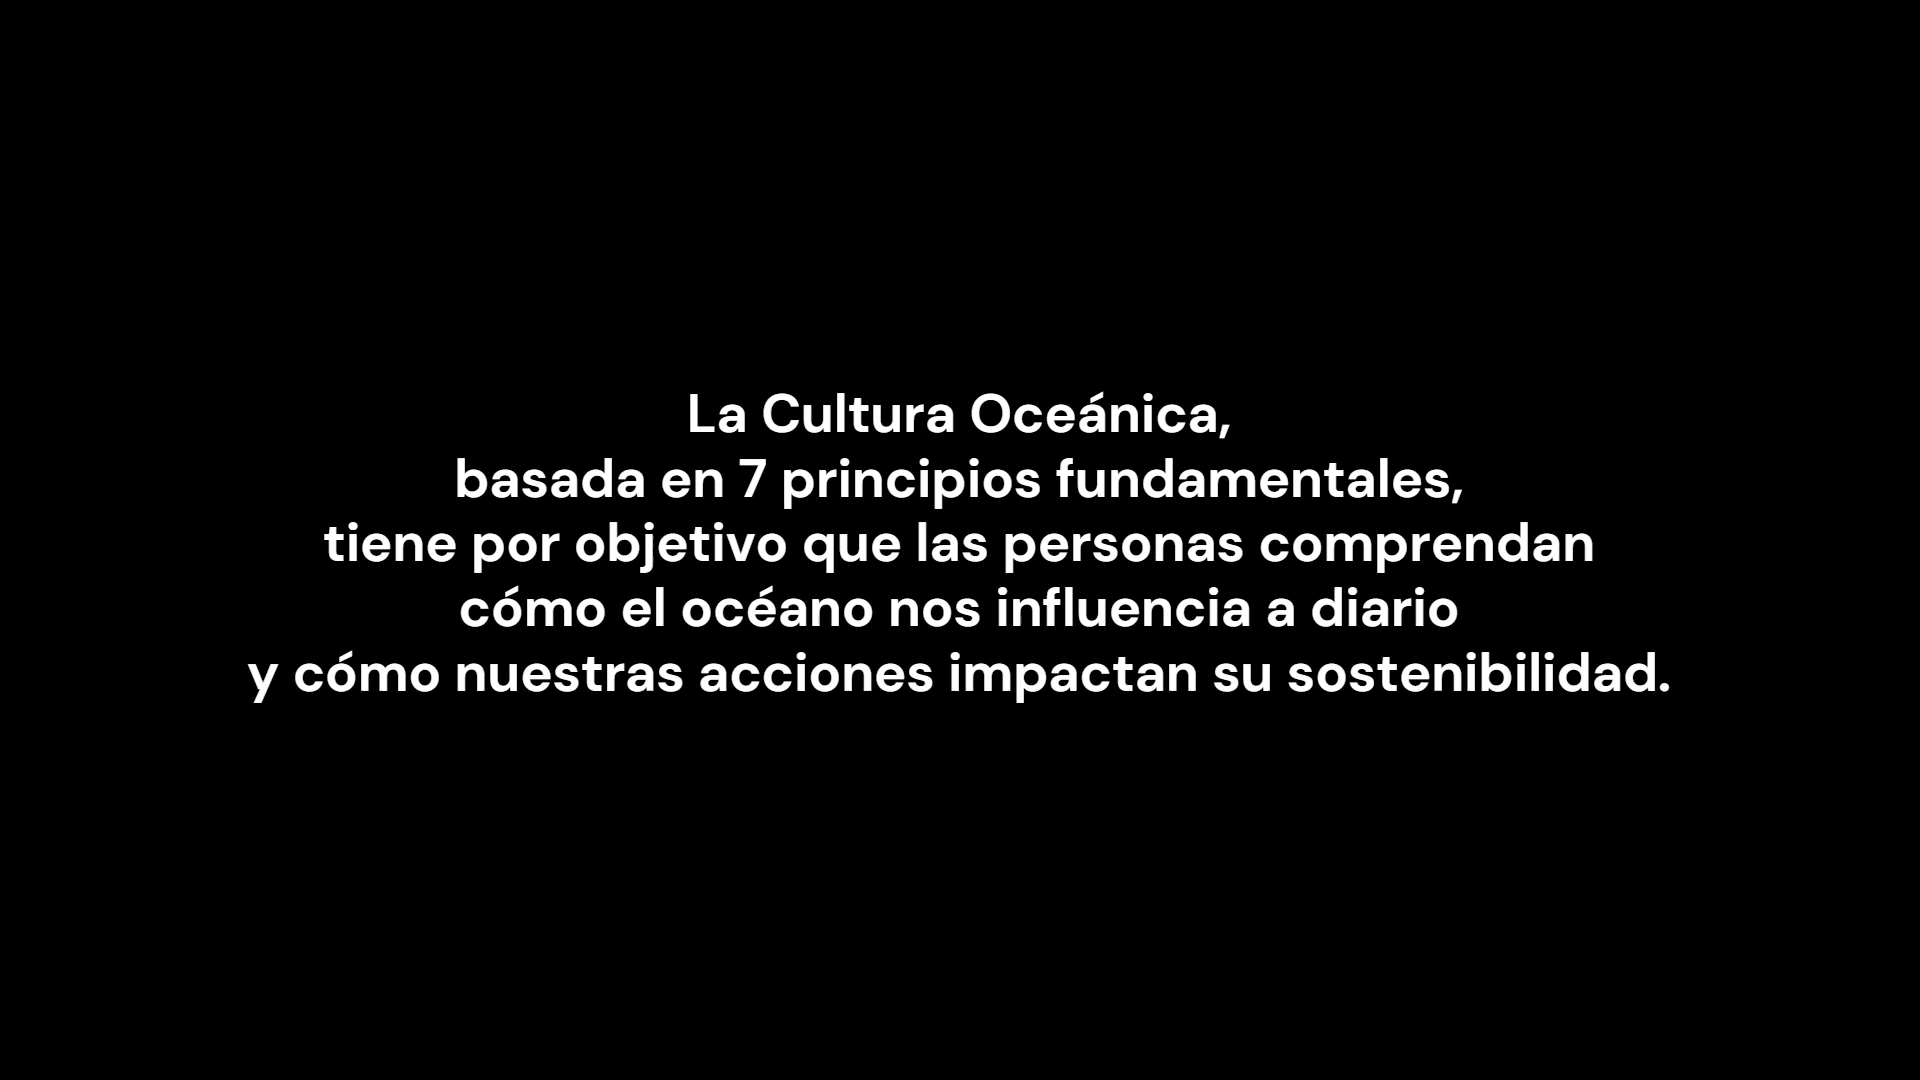 La Cultura Oceánica,
basada en 7 principios fundamentales,
tiene por objetivo que las personas comprendan
cómo el océano nos influencia a diario
y cómo nuestras acciones impactan su sostenibilidad.